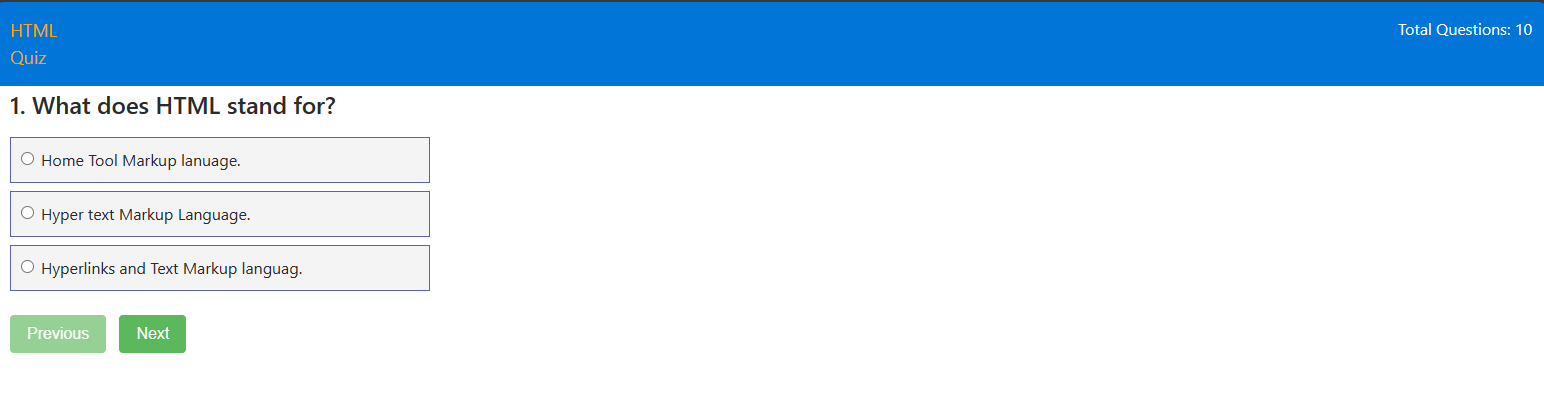 HTML
Quiz
Total Questions: 10
1. What does HTML stand for?
Home Tool Markup lanuage.
Hyper text Markup Language.
Hyperlinks and Text Markup languag.
Previous
Next